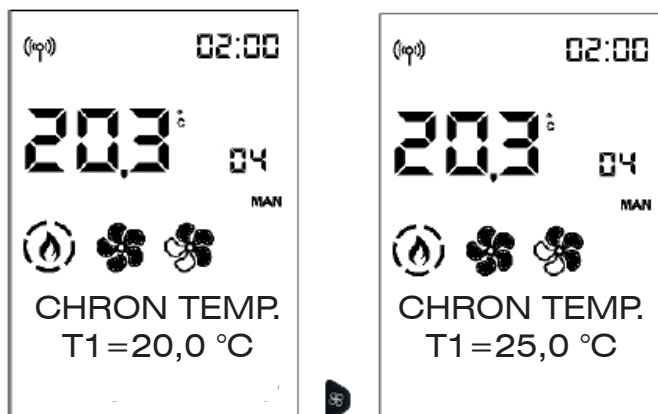 02:00
20,3 °C
04
MAN
CHRON TEMP.
T1=20,0 °C
02:00
20,3 °C
04
MAN
CHRON TEMP.
T1=25,0 °C